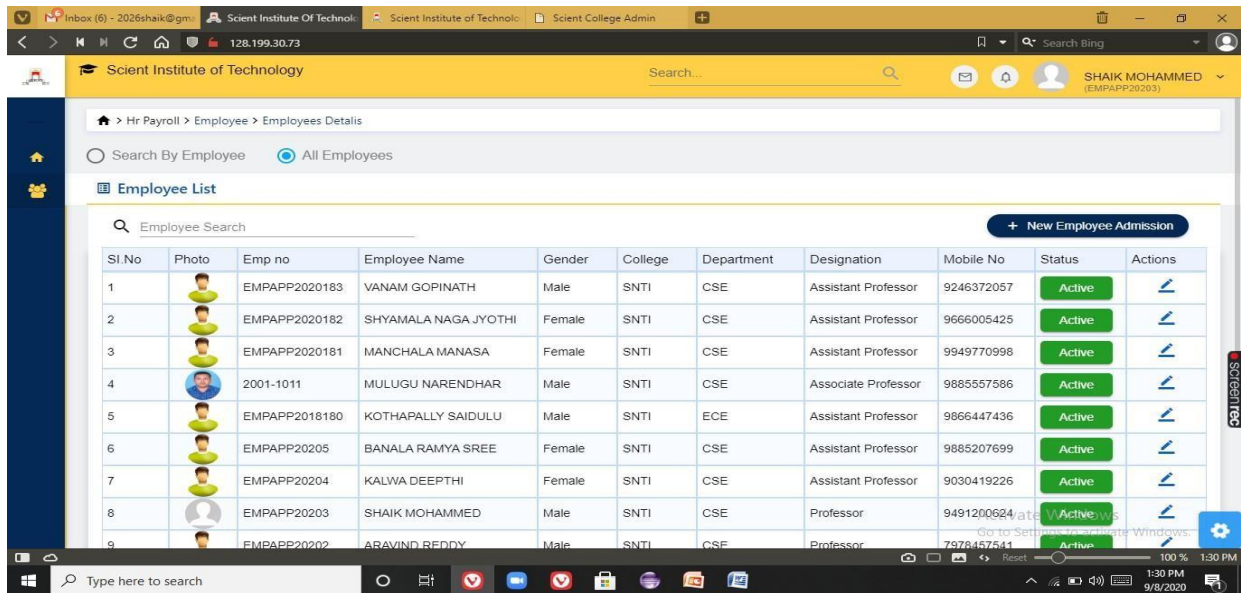 Inbox (6) - 2026shaik@gma Scient Institute Of Technolo Scient Institute of Technolo Scient College Admin
128.199.30.73 Search Bing
Scient Institute of Technology Search... SHAIK MOHAMMED
(EMPAPP20203)
> Hr Payroll > Employee > Employees Detalis
Search By Employee All Employees
Employee List
Employee Search + New Employee Admission
SI.No Photo Emp no Employee Name Gender College Department Designation Mobile No Status Actions
1 EMPAPP2020183 VANAM GOPINATH Male SNTI CSE Assistant Professor 9246372057 Active
2 EMPAPP2020182 SHYAMALA NAGA JYOTHI Female SNTI CSE Assistant Professor 9666005425 Active
3 EMPAPP2020181 MANCHALA MANASA Female SNTI CSE Assistant Professor 9949770998 Active
4 2001-1011 MULUGU NARENDHAR Male SNTI CSE Associate Professor 9885557586 Active
5 EMPAPP2018180 KOTHAPALLY SAIDULU Male SNTI ECE Assistant Professor 9866447436 Active
6 EMPAPP20205 BANALA RAMYA SREE Female SNTI CSE Assistant Professor 9885207699 Active
7 EMPAPP20204 KALWA DEEPTHI Female SNTI CSE Assistant Professor 9030419226 Active
8 EMPAPP20203 SHAIK MOHAMMED Male SNTI CSE Professor 9491200624 Active
Activate Windows
Go to Settings to activate Windows.
9 EMPAPP20202 ARAVIND REDDY Male SNTI CSE Professor 7978457541 Active
screenrec
Reset 100 % 1:30 PM
Type here to search 1:30 PM
9/8/2020